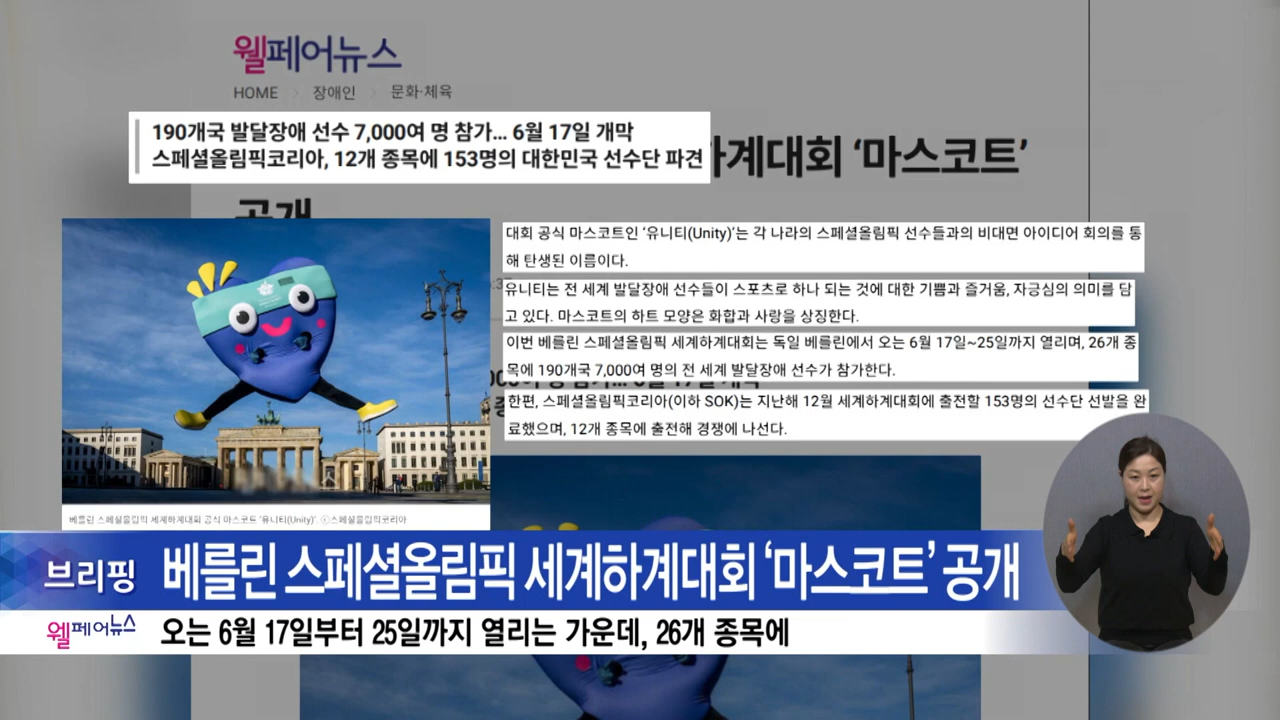 웰페어뉴스
HOME > 장애인 > 문화·체육
190개국 발달장애 선수 7,000여 명 참가... 6월 17일 개막
스페셜올림픽코리아, 12개 종목에 153명의 대한민국 선수단 파견
계대회 ‘마스코트’
공개
대회 공식 마스코트인 ‘유니티(Unity)’는 각 나라의 스페셜올림픽 선수들과의 비대면 아이디어 회의를 통
해 탄생된 이름이다.
유니티는 전 세계 발달장애 선수들이 스포츠로 하나 되는 것에 대한 기쁨과 즐거움, 자긍심의 의미를 담
고 있다. 마스코트의 하트 모양은 화합과 사랑을 상징한다.
이번 베를린 스페셜올림픽 세계하계대회는 독일 베를린에서 오는 6월 17일~25일까지 열리며, 26개 종
목에 190개국 7,000여 명의 전 세계 발달장애 선수가 참가한다.
한편, 스페셜올림픽코리아(이하 SOK)는 지난해 12월 세계하계대회에 출전할 153명의 선수단 선발을 완
료했으며, 12개 종목에 출전해 경쟁에 나선다.
베를린 스페셜올림픽 세계하계대회 공식 마스코트 ‘유니티(Unity)’. ⓒ스페셜올림픽코리아
브리핑 베를린 스페셜올림픽 세계하계대회 ‘마스코트’ 공개
웰페어뉴스 오는 6월 17일부터 25일까지 열리는 가운데, 26개 종목에